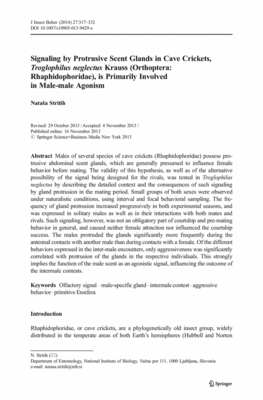 J Insect Behav (2014) 27:317–332
DOI 10.1007/s10905-013-9429-z
Signaling by Protrusive Scent Glands in Cave Crickets,
Troglophilus neglectus Krauss (Orthoptera:
Rhaphidophoridae), is Primarily Involved
in Male-male Agonism
Nataša Stritih
Revised: 29 October 2013 / Accepted: 4 November 2013 /
Published online: 16 November 2013
© Springer Science+Business Media New York 2013
Abstract Males of several species of cave crickets (Rhaphidophoridae) possess pro-
trusive abdominal scent glands, which are generally presumed to influence female
behavior before mating. The validity of this hypothesis, as well as of the alternative
possibility of the signal being designed for the rivals, was tested in Troglophilus
neglectus by describing the detailed context and the consequences of such signaling
by gland protrusion in the mating period. Small groups of both sexes were observed
under naturalistic conditions, using interval and focal behavioral sampling. The fre-
quency of gland protrusion increased progressively in both experimental seasons, and
was expressed in solitary males as well as in their interactions with both mates and
rivals. Such signaling, however, was not an obligatory part of courtship and pre-mating
behavior in general, and caused neither female attraction nor influenced the courtship
success. The males protruded the glands significantly more frequently during the
antennal contacts with another male than during contacts with a female. Of the different
behaviors expressed in the inter-male encounters, only aggressiveness was significantly
correlated with protrusion of the glands in the respective individuals. This strongly
implies the function of the male scent as an agonistic signal, influencing the outcome of
the intermale contests.
Keywords Olfactory signal · male-specific gland · intermale contest · aggressive
behavior · primitive Ensifera
Introduction
Rhaphidophoridae, or cave crickets, are a phylogenetically old insect group, widely
distributed in the temperate areas of both Earth's hemispheres (Hubbell and Norton
N. Stritih
Department of Entomology, National Institute of Biology, Večna pot 111, 1000 Ljubljana, Slovenia
e-mail: natasa.stritih@nib.si
Springer